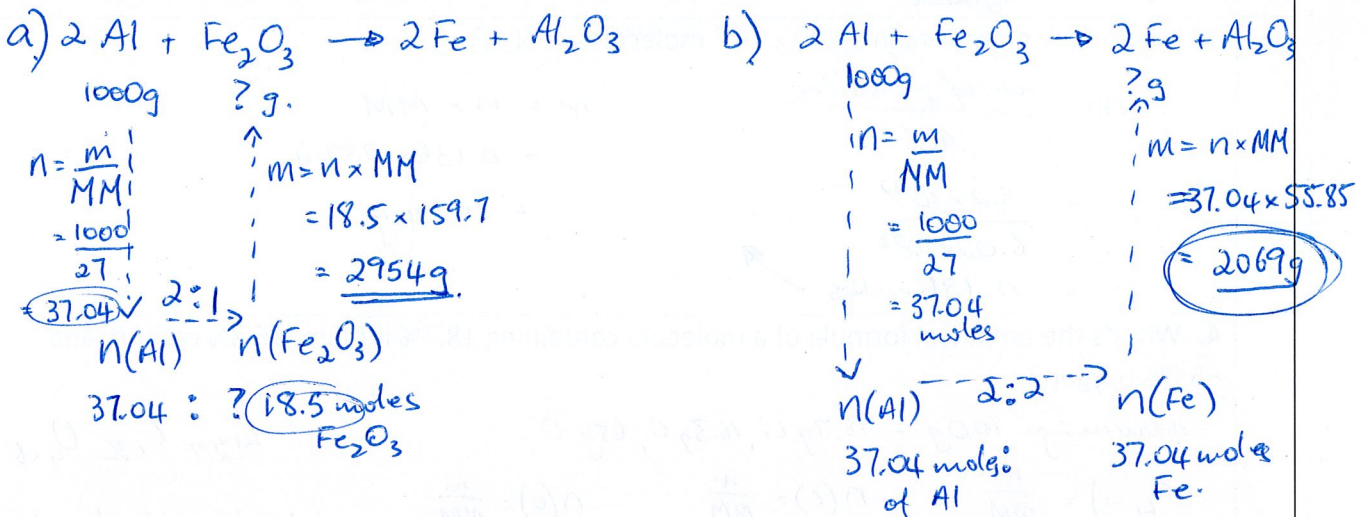 a) 2 Al + Fe₂O₃ → 2 Fe + Al₂O₃
1000g ? g.
n = m/MM
= 1000/27
= 37.04
m = n × MM
= 18.5 × 159.7
= 2954g.
2:1
n(Al) n(Fe₂O₃)
37.04 : ? 18.5 moles
Fe₂O₃
b) 2 Al + Fe₂O₃ → 2 Fe + Al₂O₃
1000g ? g
n = m/MM
= 1000/27
= 37.04
moles
m = n × MM
= 37.04 × 55.85
= 2069g
n(Al) 2:2 n(Fe)
37.04 moles 37.04 moles
of Al Fe.